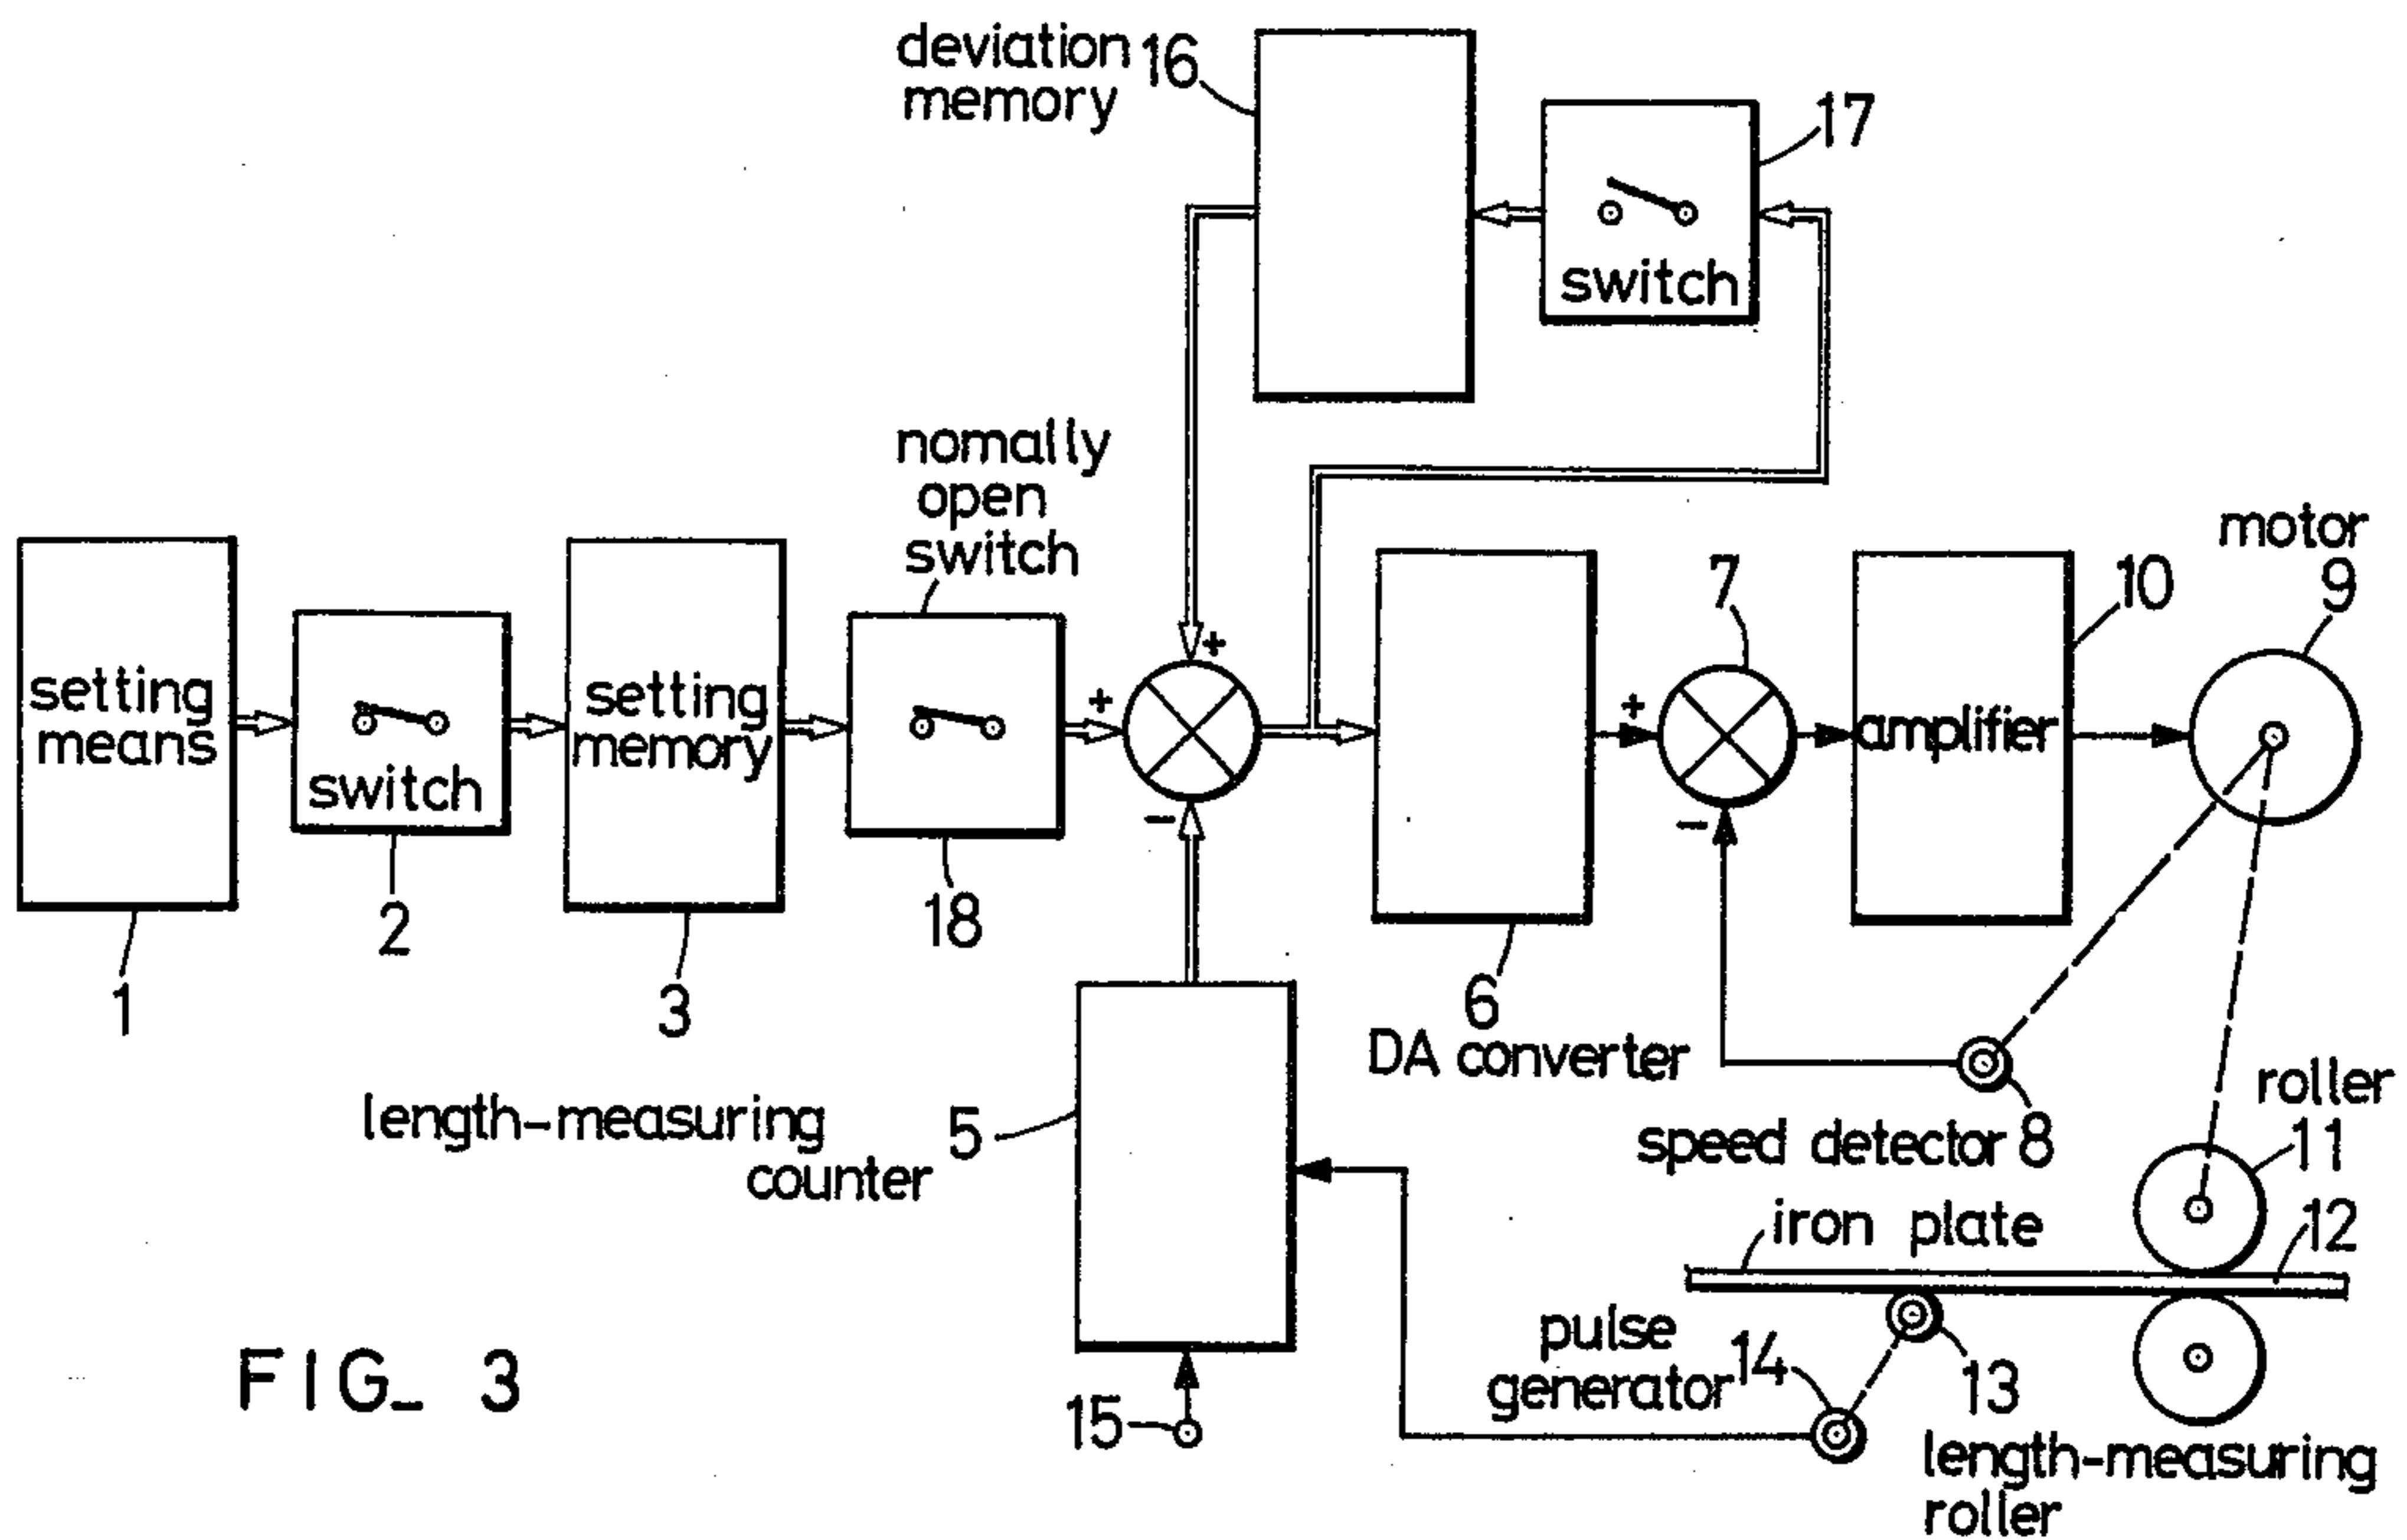 deviation 16
memory
17
switch
nomally
open
switch
motor
9
7
10
+
+
+
-
-
setting
means
switch
setting
memory
amplifier
1
2
3
18
6
DA converter
length-measuring
counter
5
speed detector 8
roller
11
iron plate
12
pulse
generator
14
13
length-measuring
roller
15
FIG_ 3